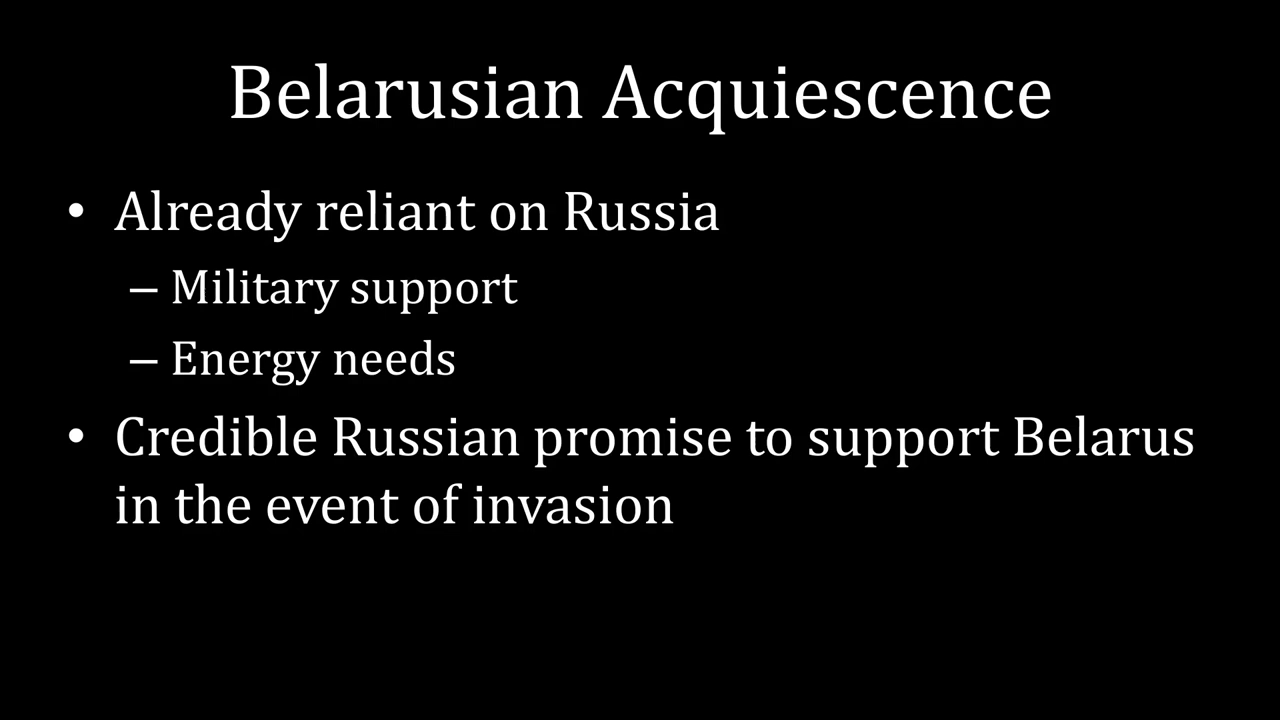 Belarusian Acquiescence
• Already reliant on Russia
– Military support
– Energy needs
• Credible Russian promise to support Belarus
in the event of invasion